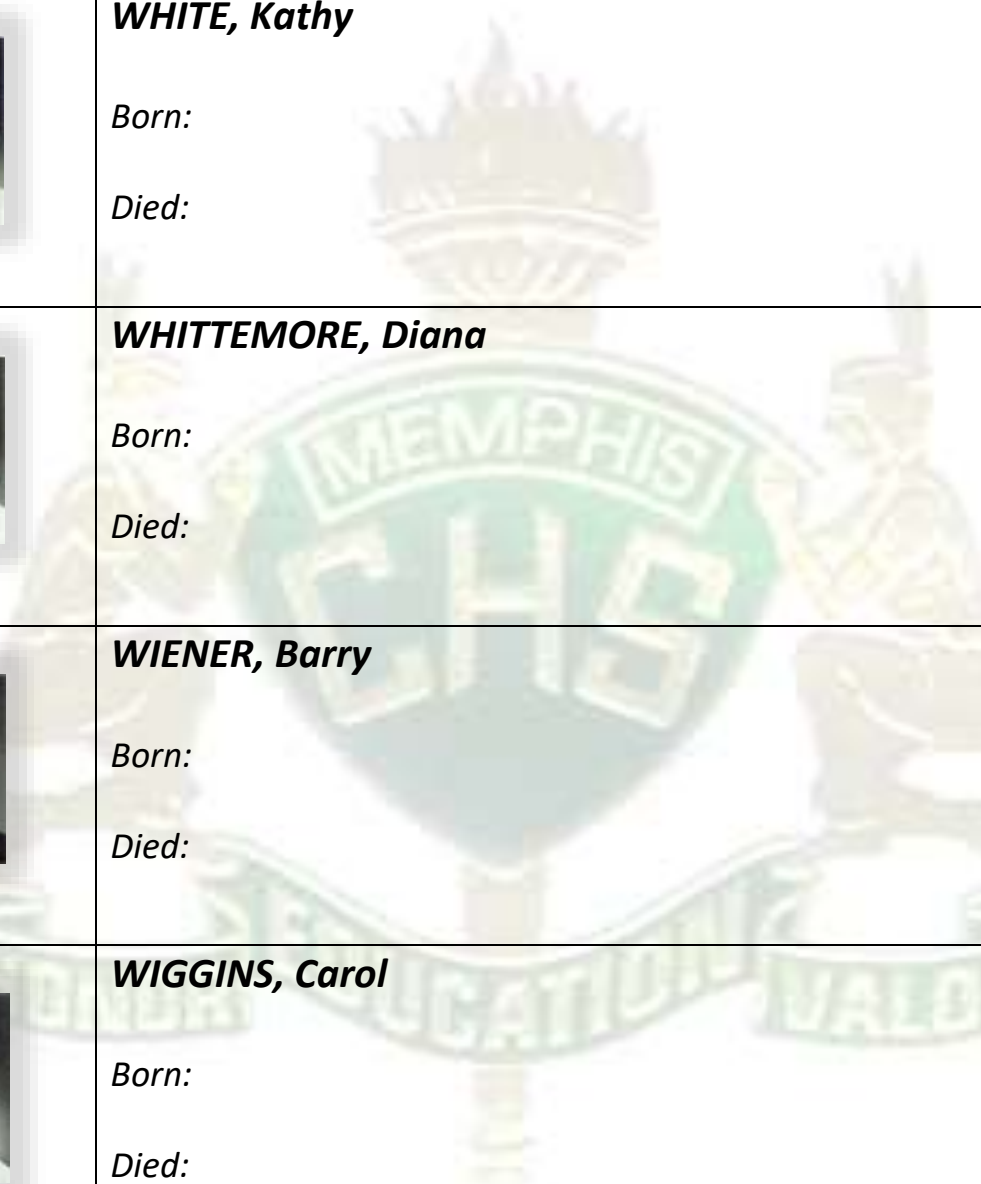 WHITE, Kathy
Born:
Died:
WHITTEMORE, Diana
Born:
Died:
WIENER, Barry
Born:
Died:
WIGGINS, Carol
Born:
Died:
MEMPHIS
CHS
EDUCATION